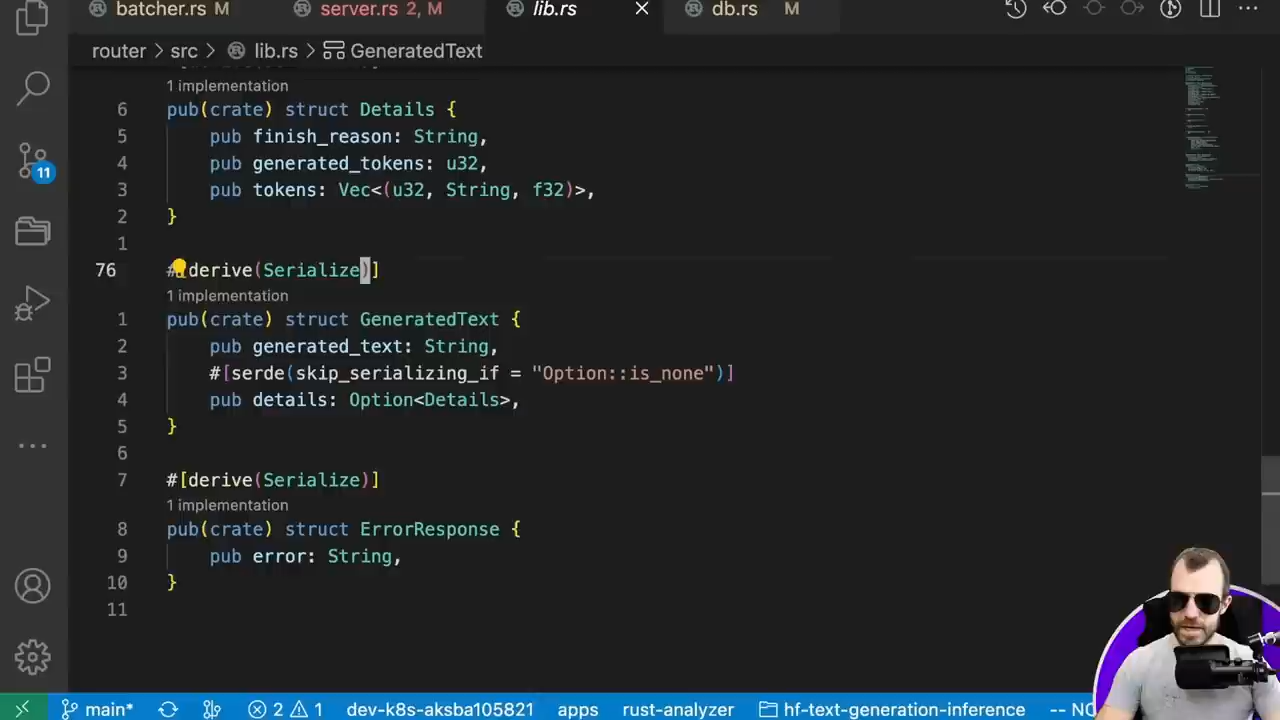 batcher.rs M server.rs 2, M lib.rs db.rs M
router > src > lib.rs > GeneratedText
1 implementation
6 pub(crate) struct Details {
5 pub finish_reason: String,
4 pub generated_tokens: u32,
3 pub tokens: Vec<(u32, String, f32)>,
2 }
1
76 #[derive(Serialize)]
1 implementation
1 pub(crate) struct GeneratedText {
2 pub generated_text: String,
3 #[serde(skip_serializing_if = "Option::is_none")]
4 pub details: Option<Details>,
5 }
6
7 #[derive(Serialize)]
1 implementation
8 pub(crate) struct ErrorResponse {
9 pub error: String,
10 }
11
11
main* 2 1 dev-k8s-aksba105821 apps rust-analyzer hf-text-generation-inference -- NO